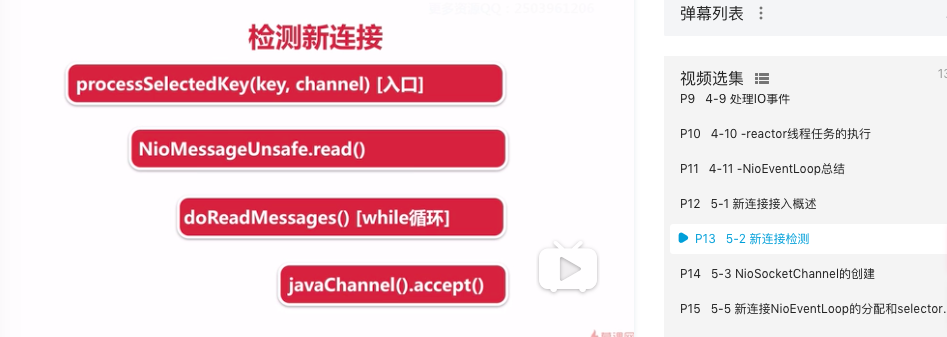 检测新连接
processSelectedKey(key, channel) [入口]
NioMessageUnsafe.read()
doReadMessages() [while循环]
javaChannel().accept()
弹幕列表
视频选集
P9 4-9 处理IO事件
P10 4-10 -reactor线程任务的执行
P11 4-11 -NioEventLoop总结
P12 5-1 新连接接入概述
P13 5-2 新连接检测
P14 5-3 NioSocketChannel的创建
P15 5-5 新连接NioEventLoop的分配和selector...